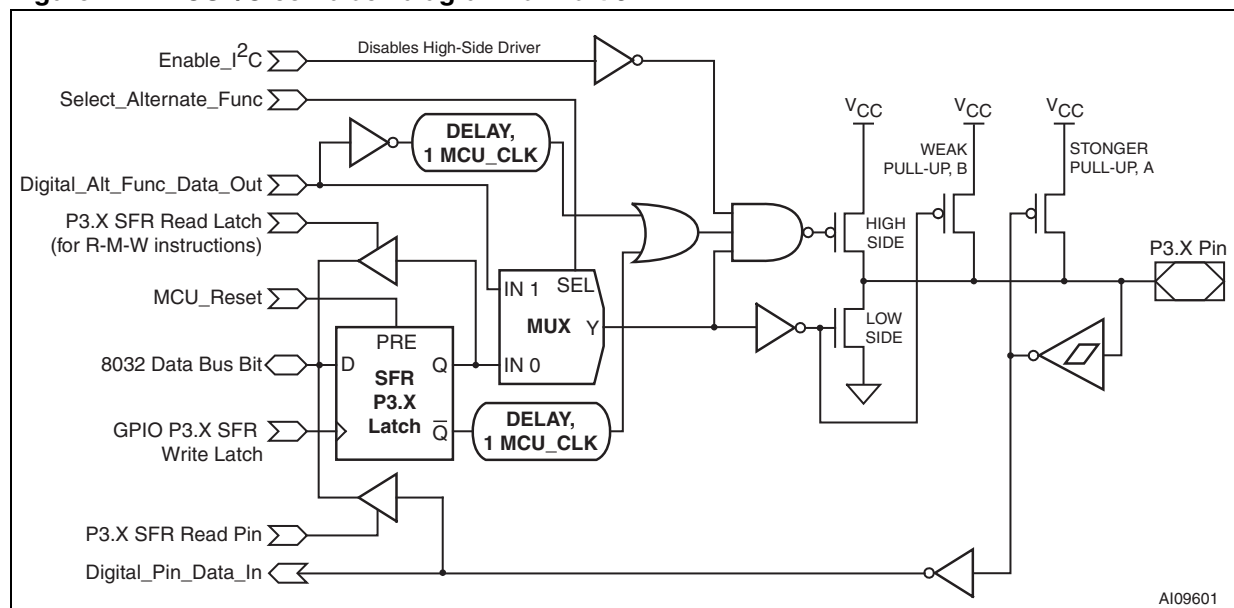 Enable_I2C
Disables High-Side Driver
Select_Alternate_Func
DELAY,
1 MCU_CLK
Digital_Alt_Func_Data_Out
P3.X SFR Read Latch
(for R-M-W instructions)
MCU_Reset
8032 Data Bus Bit
GPIO P3.X SFR
Write Latch
P3.X SFR Read Pin
Digital_Pin_Data_In
PRE
D
Q
SFR
P3.X
Latch
Q
DELAY,
1 MCU_CLK
IN 1
SEL
MUX
Y
IN 0
VCC
HIGH
SIDE
LOW
SIDE
VCC
WEAK
PULL-UP, B
VCC
STONGER
PULL-UP, A
P3.X Pin
AI09601